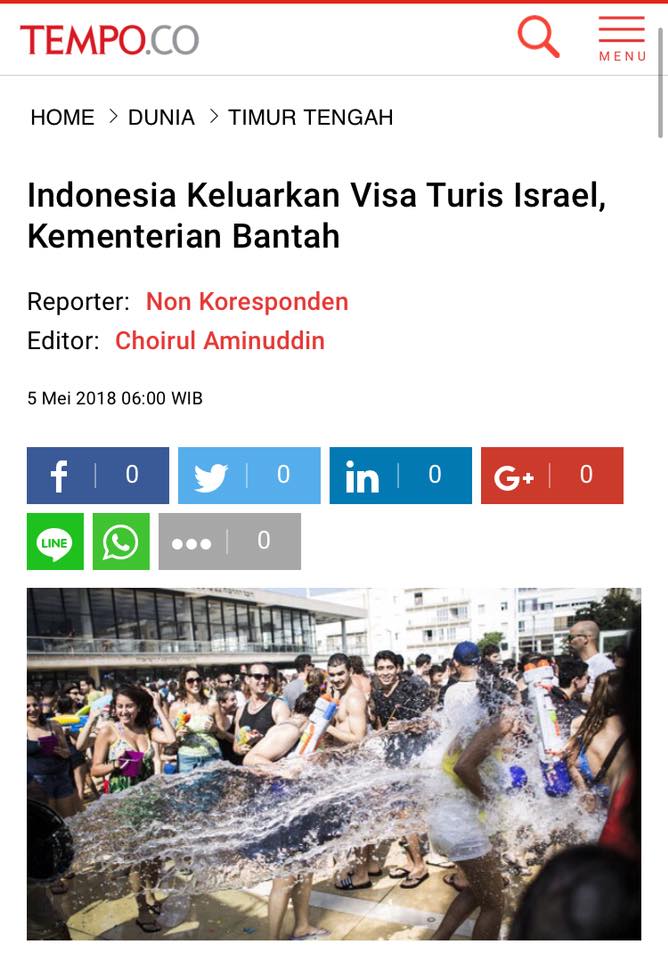 TEMPO.CO
MENU
HOME > DUNIA > TIMUR TENGAH
Indonesia Keluarkan Visa Turis Israel,
Kementerian Bantah
Reporter: Non Koresponden
Editor: Choirul Aminuddin
5 Mei 2018 06:00 WIB
f | 0
| 0
in | 0
G+ | 0
LINE
••• | 0